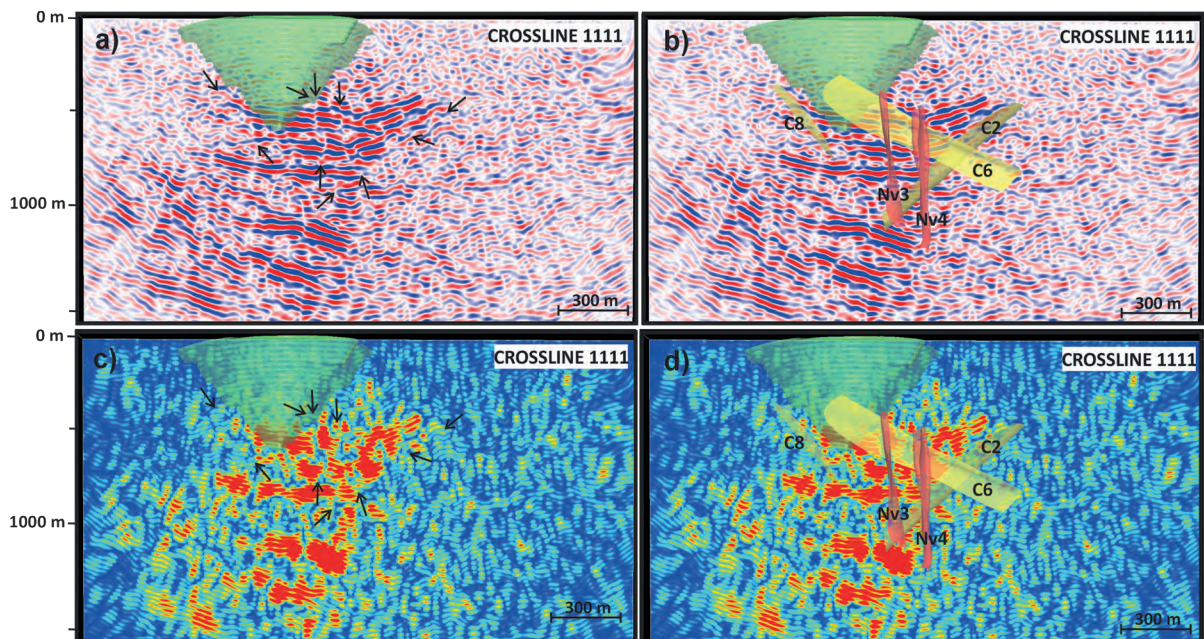 0 m
a)
CROSSLINE 1111
1000 m
300 m
b)
CROSSLINE 1111
C8
C2
C6
Nv3
Nv4
300 m
0 m
c)
CROSSLINE 1111
1000 m
300 m
d)
CROSSLINE 1111
C8
C2
C6
Nv3
Nv4
300 m